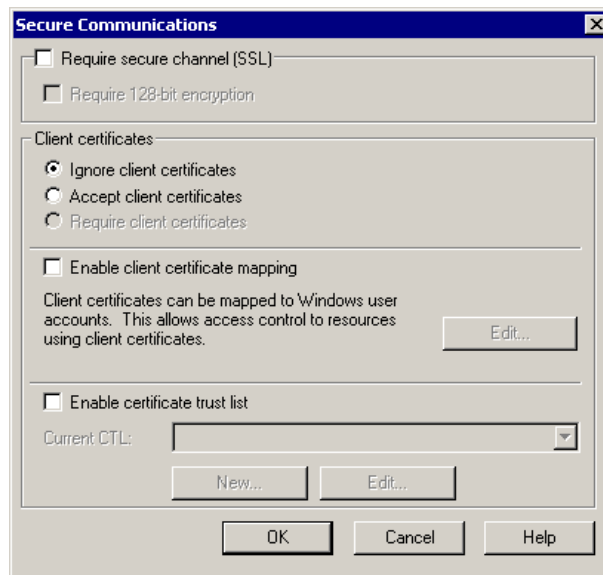 Secure Communications
Require secure channel (SSL)
Require 128-bit encryption
Client certificates
Ignore client certificates
Accept client certificates
Require client certificates
Enable client certificate mapping
Client certificates can be mapped to Windows user
accounts. This allows access control to resources
using client certificates.
Edit...
Enable certificate trust list
Current CTL:
New...
Edit...
OK
Cancel
Help